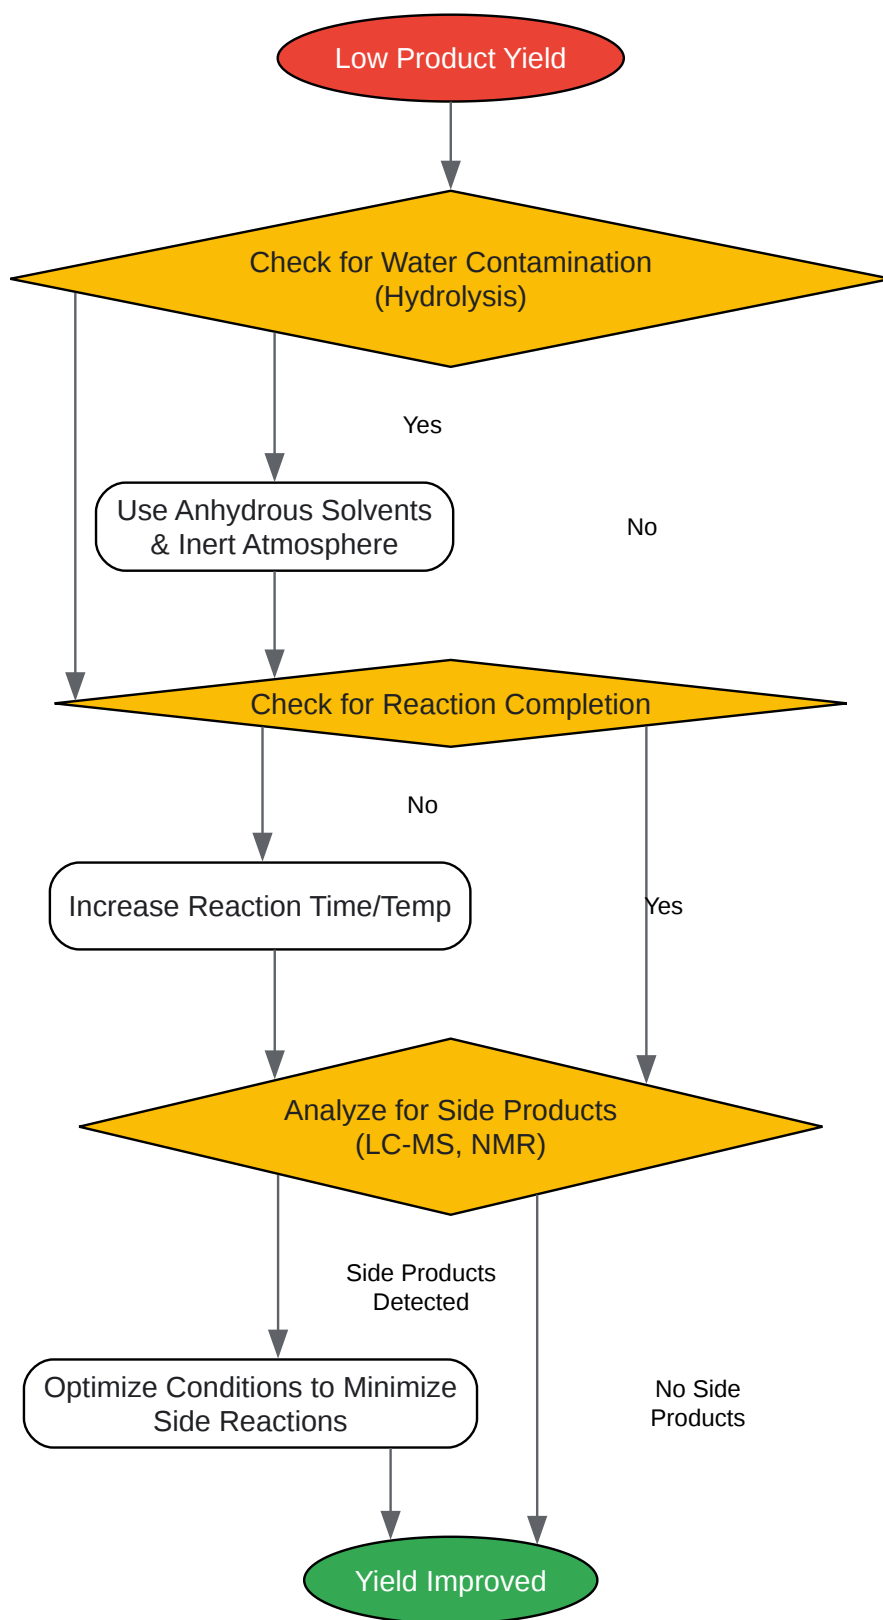 Low Product Yield
Check for Water Contamination
(Hydrolysis)
Yes
Use Anhydrous Solvents
& Inert Atmosphere
No
Check for Reaction Completion
No
Increase Reaction Time/Temp
Yes
Analyze for Side Products
(LC-MS, NMR)
Side Products
Detected
Optimize Conditions to Minimize
Side Reactions
No Side
Products
Yield Improved